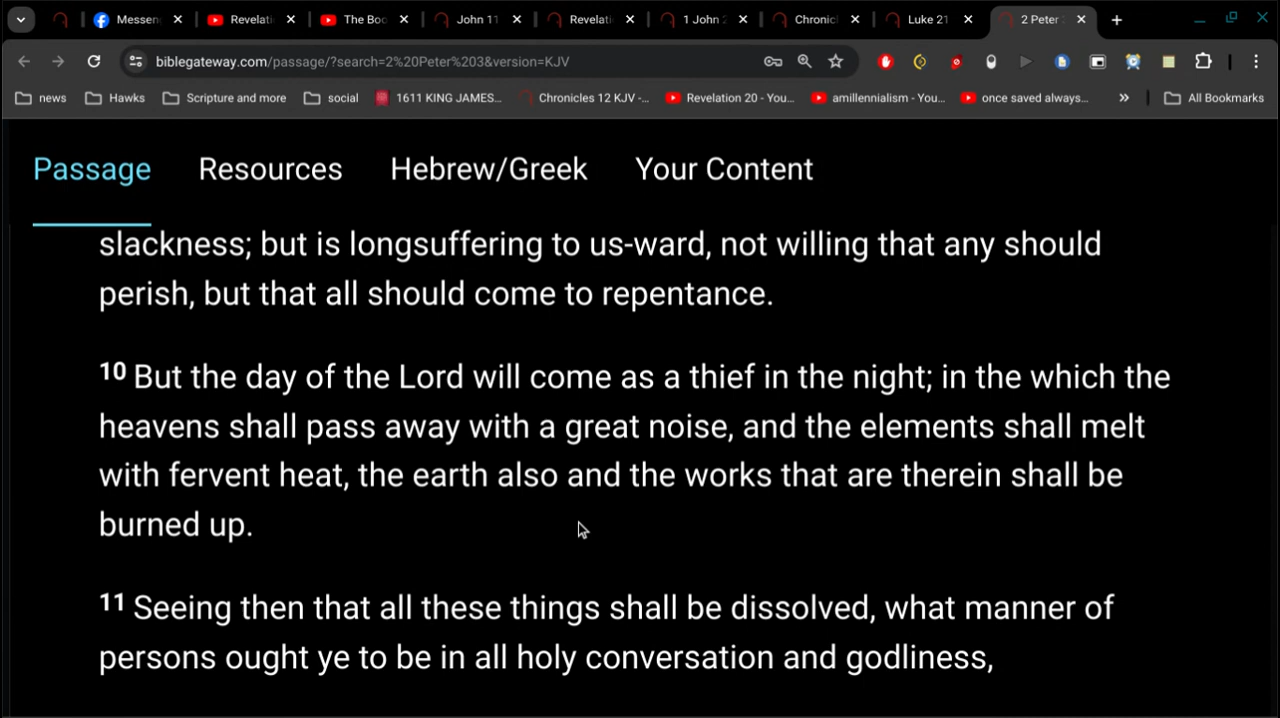 Messen
Revelati
The Boo
John 11
Revelati
1 John 2
Chronicl
Luke 21
2 Peter
biblegateway.com/passage/?search=2%20Peter%203&version=KJV
news
Hawks
Scripture and more
social
1611 KING JAMES...
Chronicles 12 KJV -...
Revelation 20 - You...
amillennialism - You...
once saved always...
All Bookmarks
Passage
Resources
Hebrew/Greek
Your Content
slackness; but is longsuffering to us-ward, not willing that any should
perish, but that all should come to repentance.
10 But the day of the Lord will come as a thief in the night; in the which the
heavens shall pass away with a great noise, and the elements shall melt
with fervent heat, the earth also and the works that are therein shall be
burned up.
11 Seeing then that all these things shall be dissolved, what manner of
persons ought ye to be in all holy conversation and godliness,